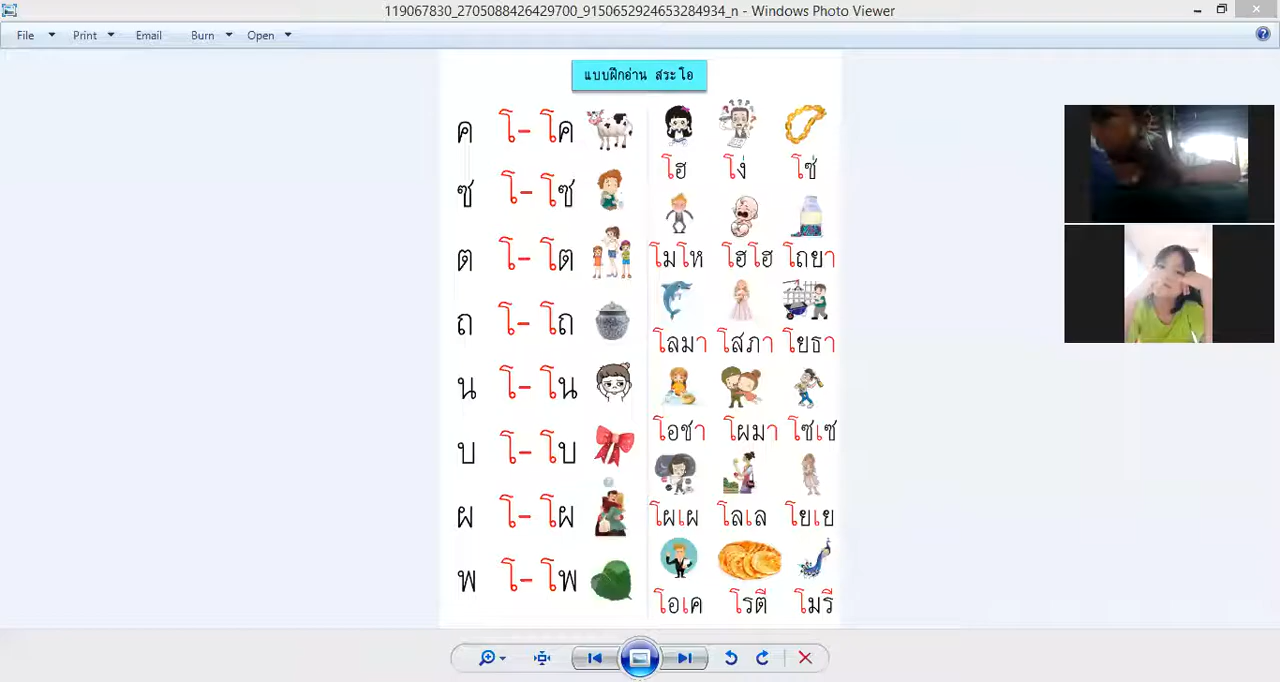 119067830_2705088426429700_9150652924653284934_n - Windows Photo Viewer
File Print Email Burn Open
แบบฝึกอ่าน สระ โอ
ค โ- โค
ซ โ- โซ
ต โ- โต
ถ โ- โถ
น โ- โน
บ โ- โบ
ผ โ- โผ
พ โ- โพ
โฮ โง่ โซ่
โมโห โฮโฮ โถยา
โลมา โสภา โยธา
โอชา โผมา โซเซ
โผเผ โลเล โยเย
โอเค โรตี โมรี